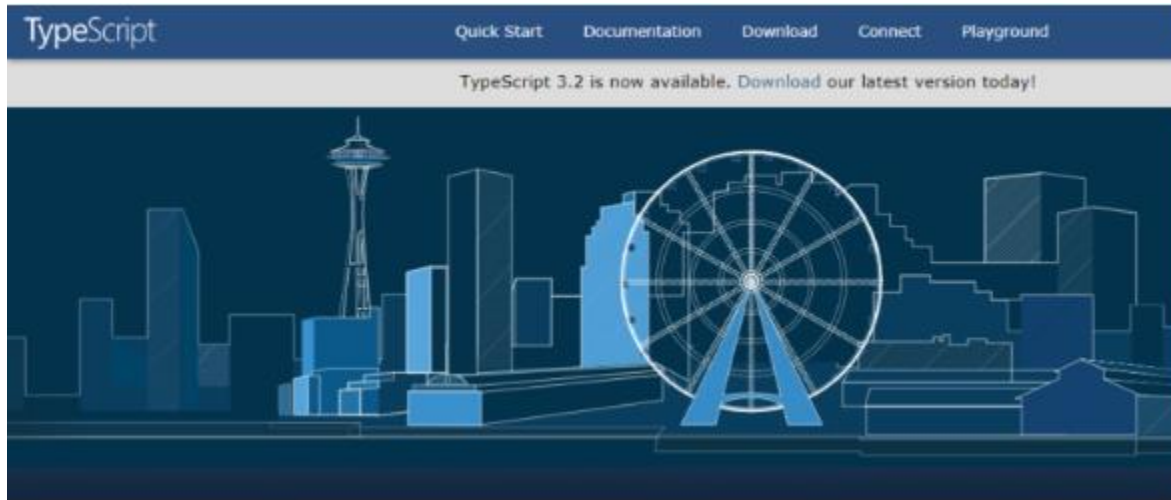 TypeScript
Quick Start Documentation Download Connect Playground
TypeScript 3.2 is now available. Download our latest version today!